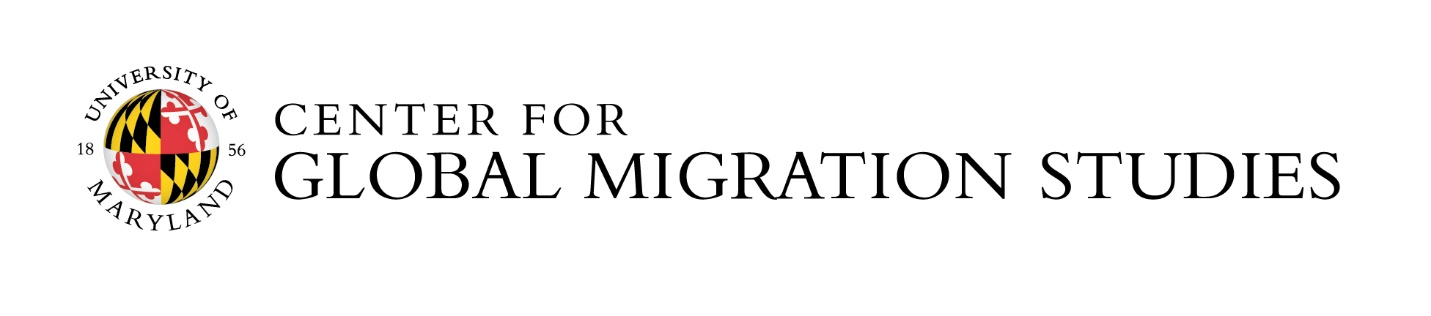 UNIVERSITY OF
18 56
MARYLAND
CENTER FOR
GLOBAL MIGRATION STUDIES